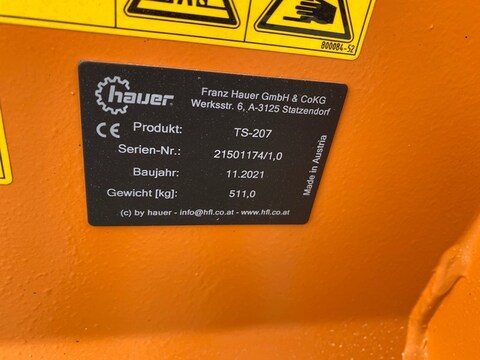 800084-52
hauer
Franz Hauer GmbH & CoKG
Werksstr. 6, A-3125 Statzendorf
CE Produkt: TS-207
Serien-Nr.: 21501174/1,0
Baujahr: 11.2021
Gewicht [kg]: 511,0
(c) by hauer - info@hfl.co.at - www.hfl.co.at
Made in Austria